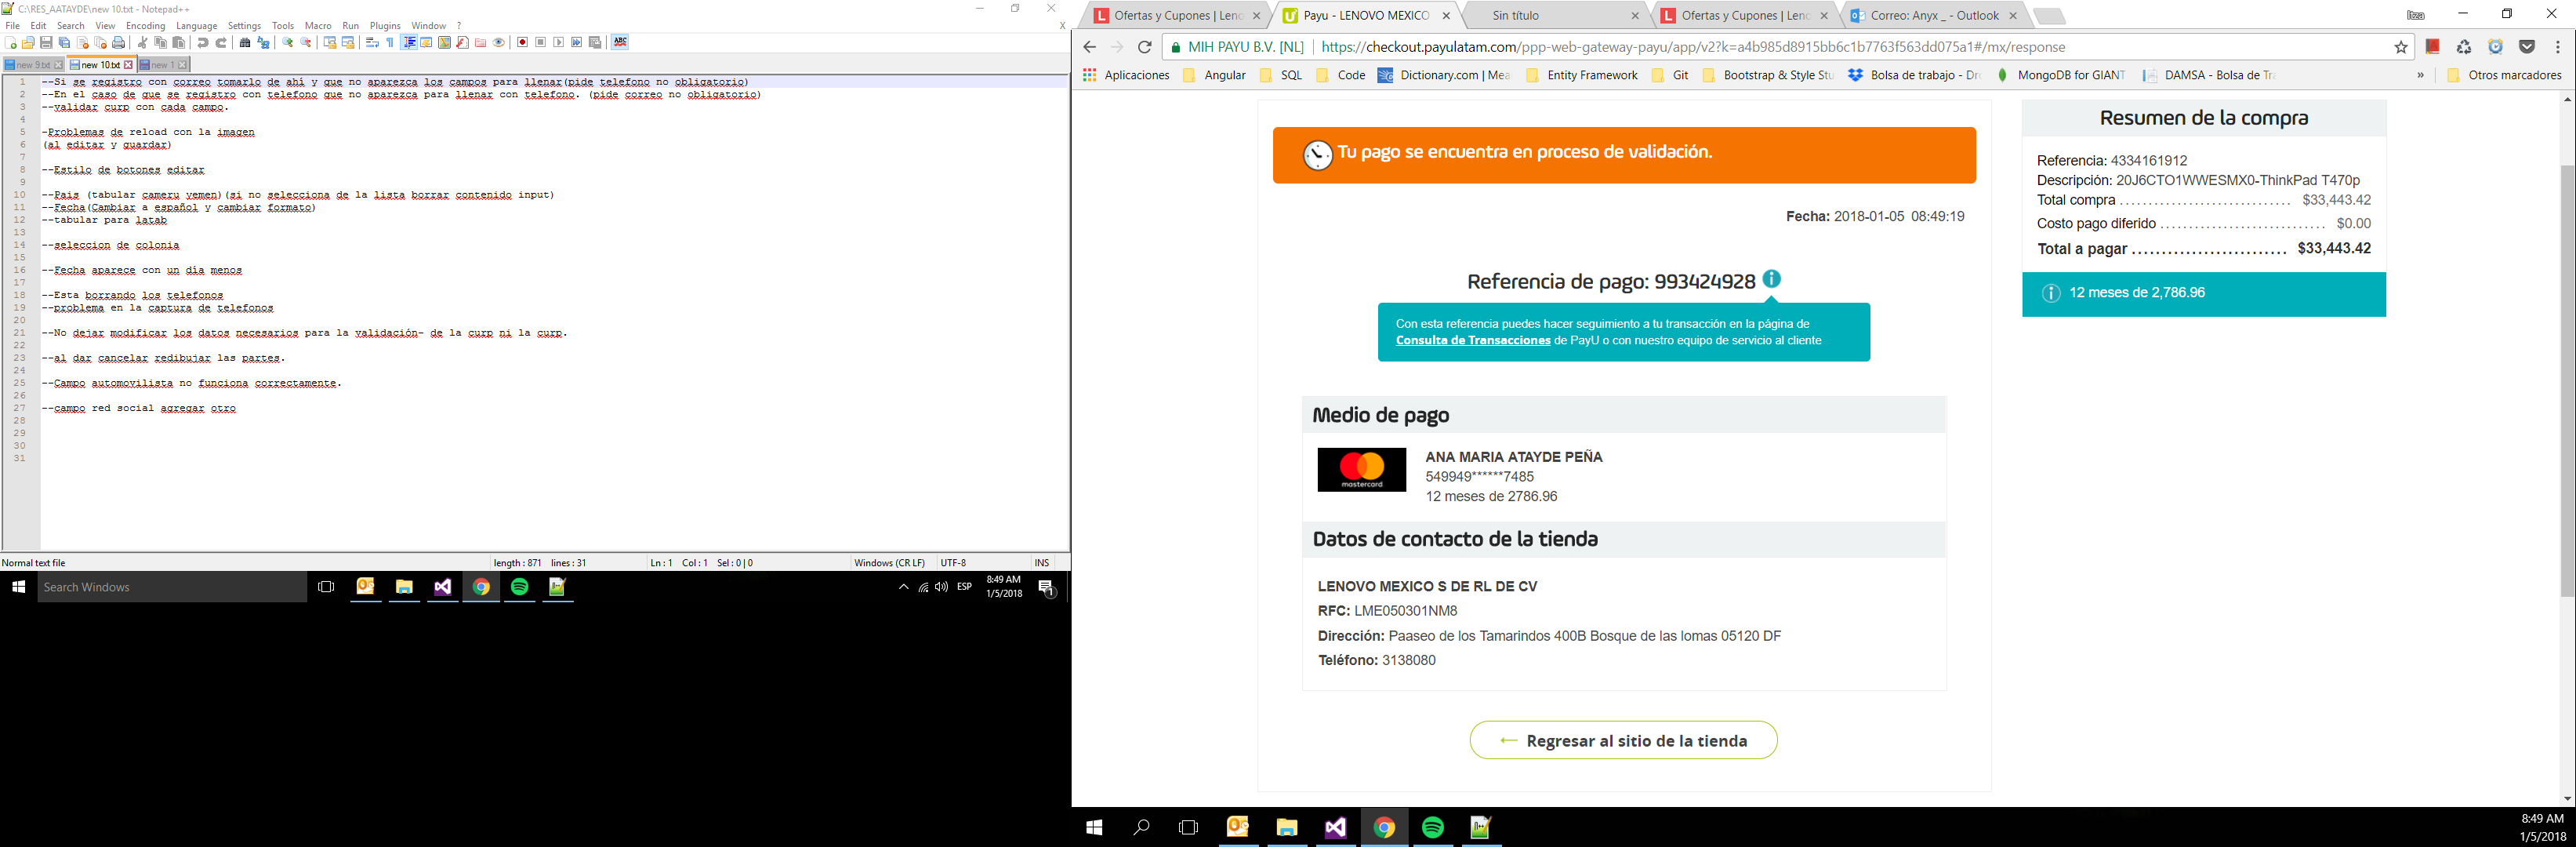 C:\RES_AATAYDE\new 10.txt - Notepad++
File Edit Search View Encoding Language Settings Tools Macro Run Plugins Window ? X
new 9.txt new 10.txt new 1
1 --Si se registro con correo tomarlo de ahí y que no aparezca los campos para llenar(pide telefono no obligatorio)
2 --En el caso de que se registro con telefono que no aparezca para llenar con telefono. (pide correo no obligatorio)
3 --validar curp con cada campo.
4
5 -Problemas de reload con la imagen
6 (al editar y guardar)
7
8 --Estilo de botones editar
9
10 --Pais (tabular cameru yemen)(si no selecciona de la lista borrar contenido input)
11 --Fecha(Cambiar a español y cambiar formato)
12 --tabular para latab
13
14 --seleccion de colonia
15
16 --Fecha aparece con un día menos
17
18 --Esta borrando los telefonos
19 --problema en la captura de telefonos
20
21 --No dejar modificar los datos necesarios para la validación- de la curp ni la curp.
22
23 --al dar cancelar redibujar las partes.
24
25 --Campo automovilista no funciona correctamente.
26
27 --campo red social agregar otro
28
29
30
31
Normal text file length : 871 lines : 31 Ln : 1 Col : 1 Sel : 0 | 0 Windows (CR LF) UTF-8 INS
Search Windows
ESP
8:49 AM
1/5/2018
1
Ofertas y Cupones | Leno Payu - LENOVO MEXICO Sin título Ofertas y Cupones | Leno Correo: Anyx _ - Outlook Itza
MIH PAYU B.V. [NL] https://checkout.payulatam.com/ppp-web-gateway-payu/app/v2?k=a4b985d8915bb6c1b7763f563dd075a1#/mx/response
Aplicaciones Angular SQL Code Dictionary.com | Mea Entity Framework Git Bootstrap & Style Stu Bolsa de trabajo - Dro MongoDB for GIANT DAMSA - Bolsa de Tra » Otros marcadores
Tu pago se encuentra en proceso de validación.
Fecha: 2018-01-05 08:49:19
Referencia de pago: 993424928
Con esta referencia puedes hacer seguimiento a tu transacción en la página de
Consulta de Transacciones de PayU o con nuestro equipo de servicio al cliente
Medio de pago
mastercard
ANA MARIA ATAYDE PEÑA
549949******7485
12 meses de 2786.96
Datos de contacto de la tienda
LENOVO MEXICO S DE RL DE CV
RFC: LME050301NM8
Dirección: Paaseo de los Tamarindos 400B Bosque de las lomas 05120 DF
Teléfono: 3138080
← Regresar al sitio de la tienda
Resumen de la compra
Referencia: 4334161912
Descripción: 20J6CTO1WWESMX0-ThinkPad T470p
Total compra $33,443.42
Costo pago diferido $0.00
Total a pagar $33,443.42
12 meses de 2,786.96
8:49 AM
1/5/2018